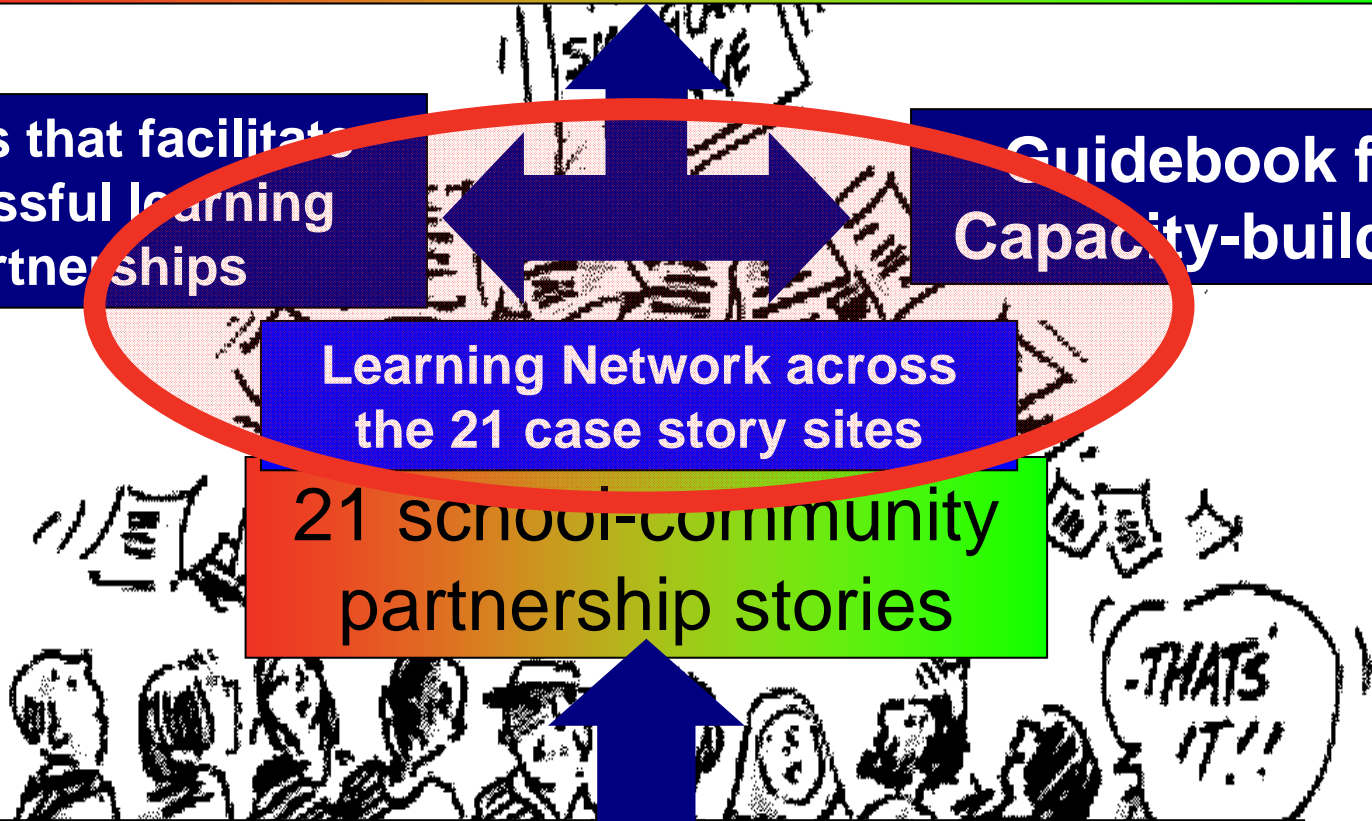 s that facilitate
ssful learning
rtnerships
Guidebook f
Capacity-build
Learning Network across
the 21 case story sites
21 school-community
partnership stories
THAT'S
IT!!